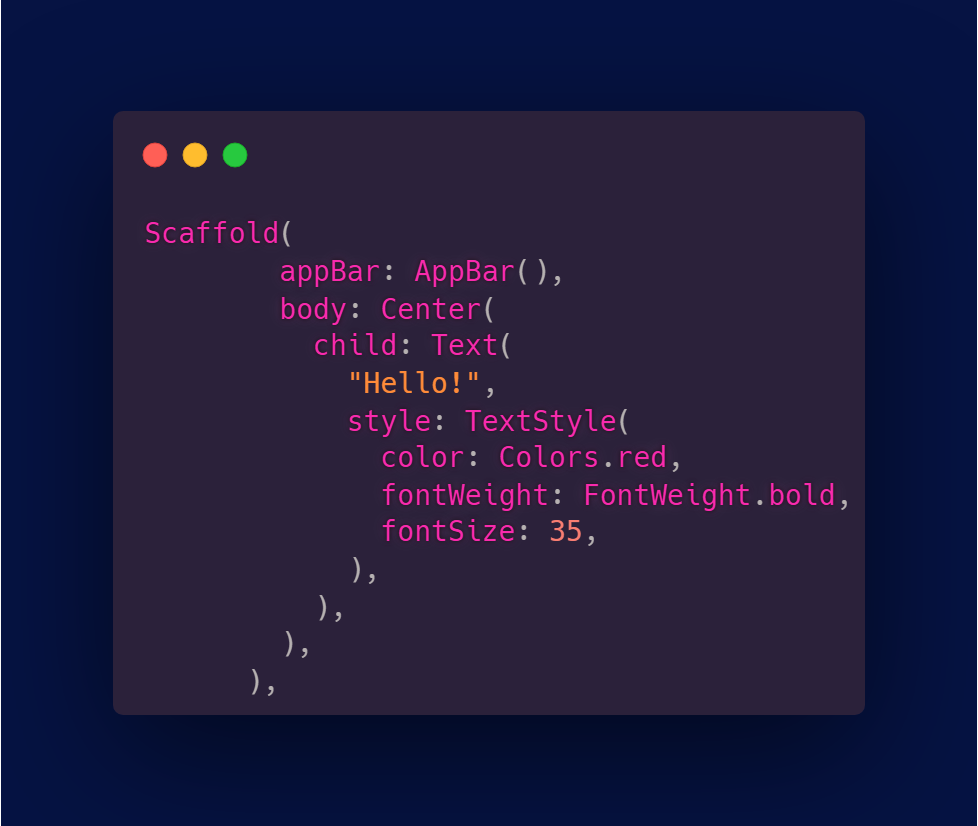 Scaffold(
        appBar: AppBar(),
        body: Center(
          child: Text(
            "Hello!",
            style: TextStyle(
              color: Colors.red,
              fontWeight: FontWeight.bold,
              fontSize: 35,
            ),
          ),
        ),
      ),